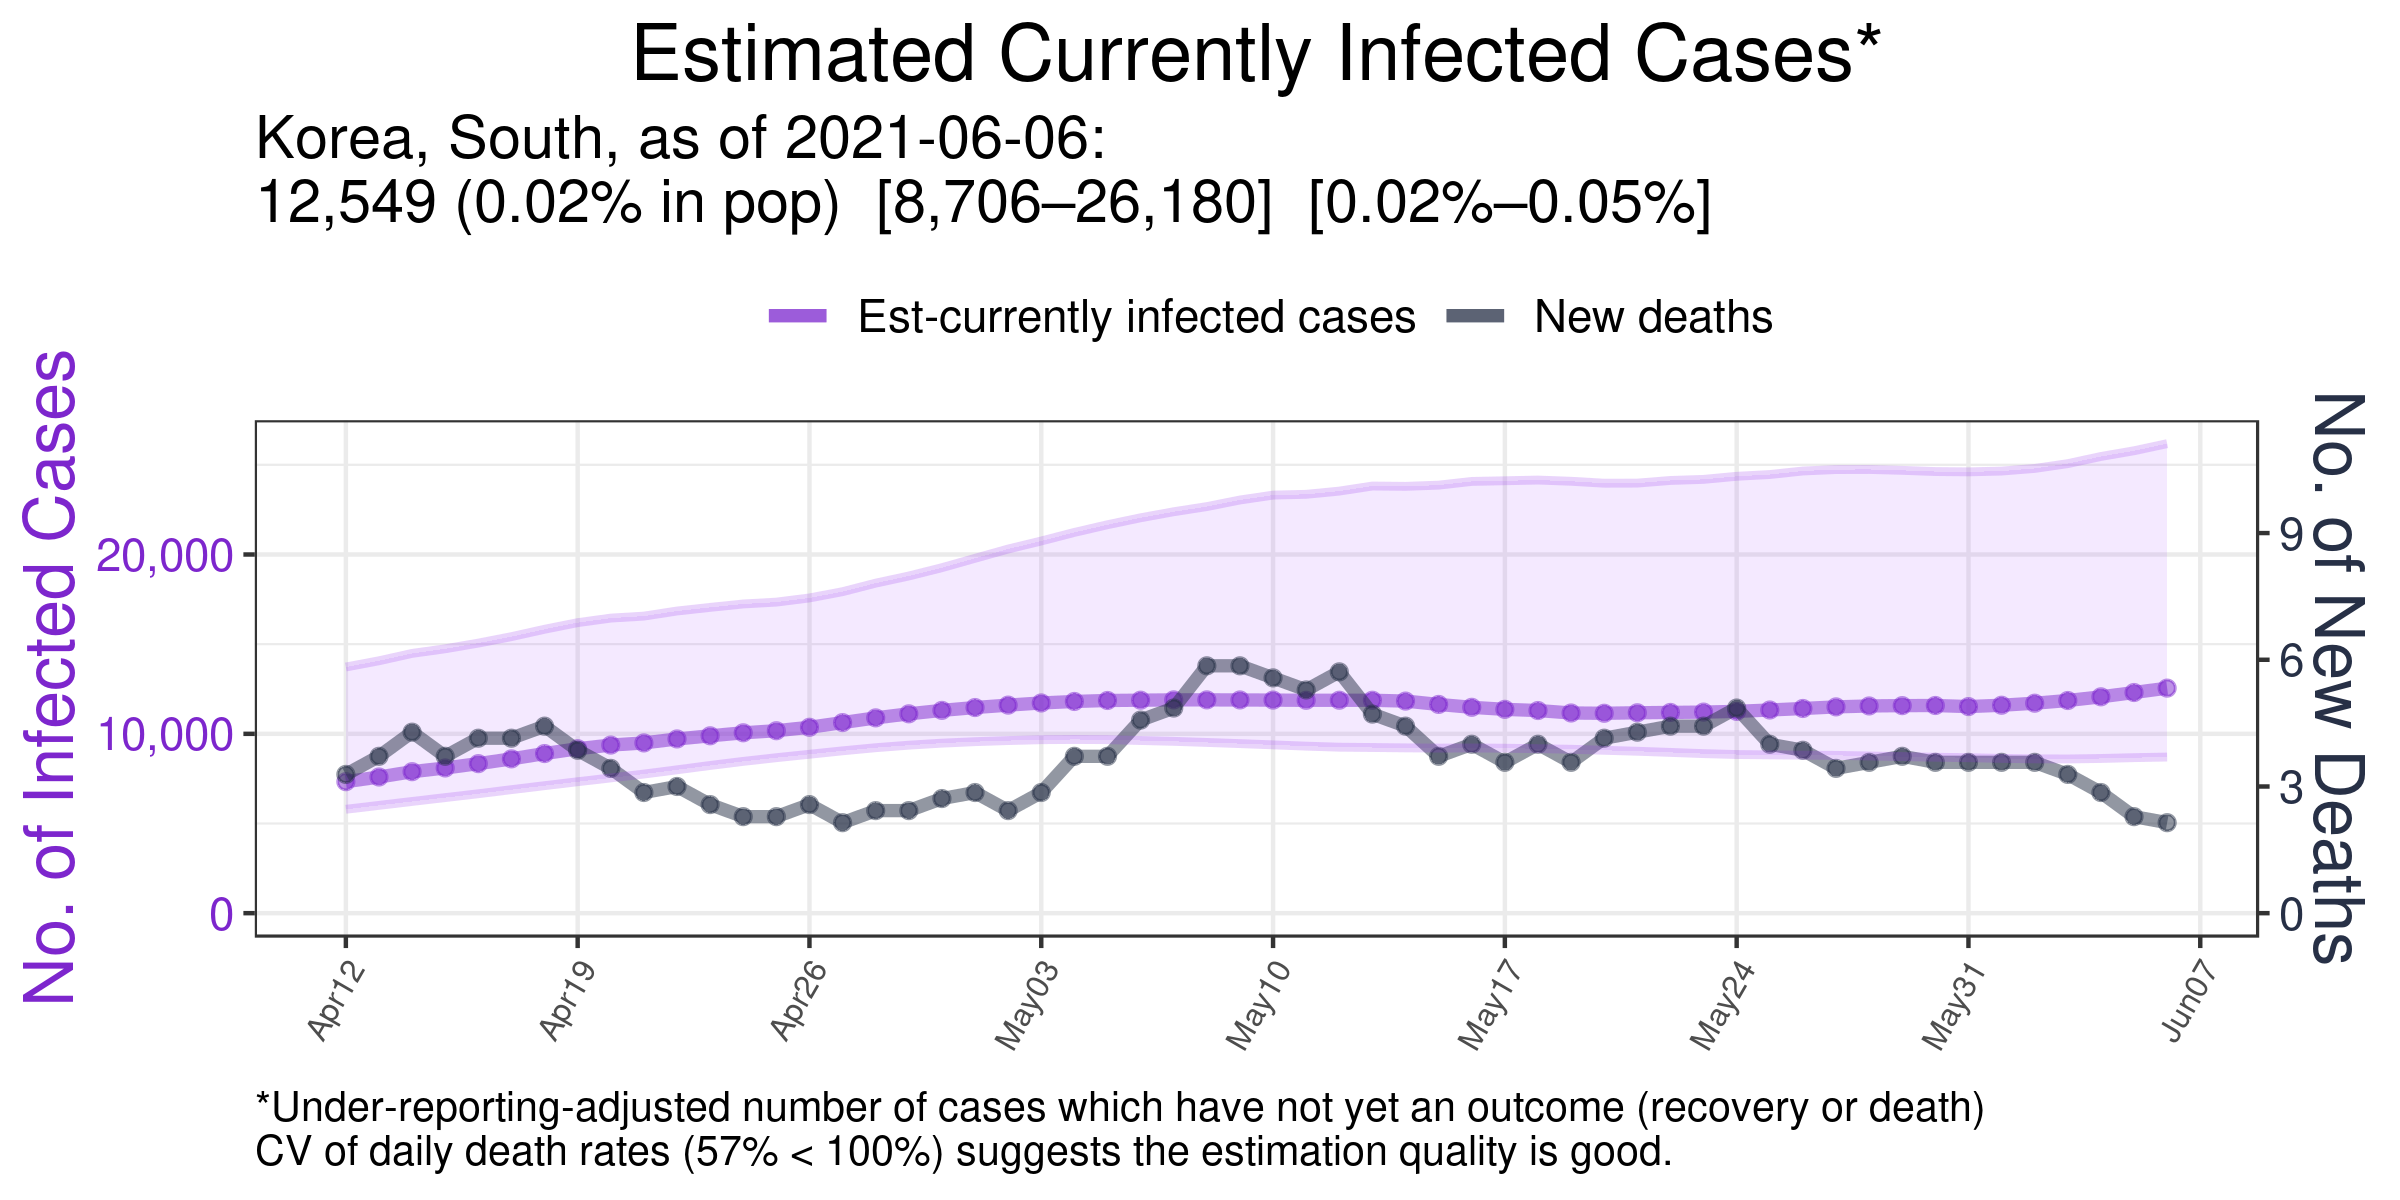 Estimated Currently Infected Cases*
Korea, South, as of 2021-06-06:
12,549 (0.02% in pop)  [8,706–26,180]  [0.02%–0.05%]
Est-currently infected cases
New deaths
No. of Infected Cases
20,000
10,000
0
No. of New Deaths
9
6
3
0
Apr12
Apr19
Apr26
May03
May10
May17
May24
May31
Jun07
*Under-reporting-adjusted number of cases which have not yet an outcome (recovery or death)
CV of daily death rates (57% < 100%) suggests the estimation quality is good.